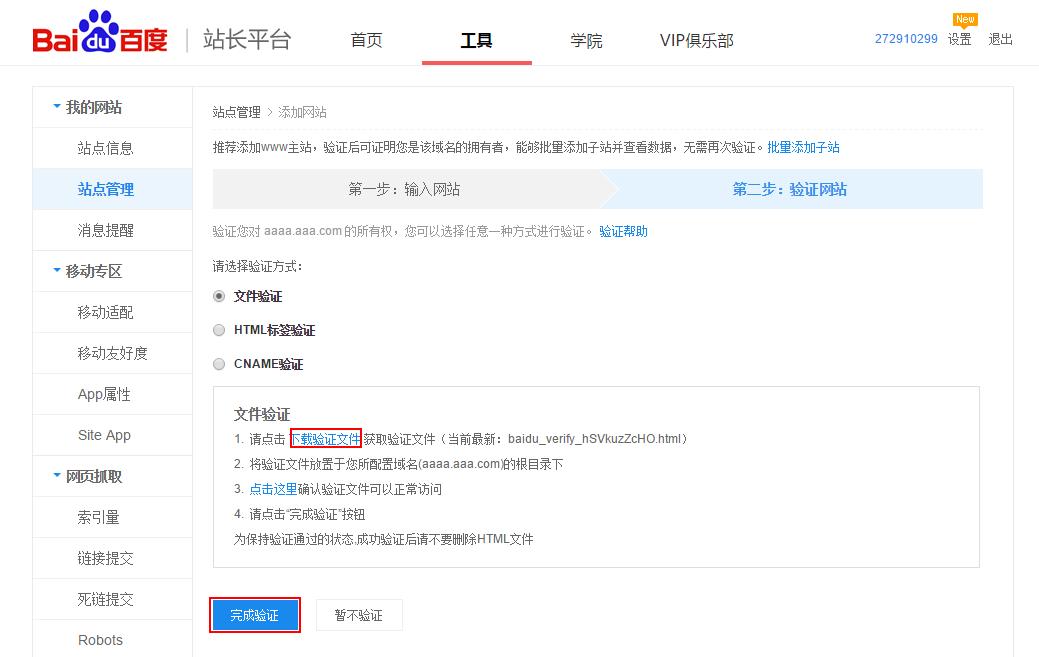 Bai du 百度 | 站长平台
首页
工具
学院
VIP俱乐部
272910299
New
设置
退出
我的网站
站点信息
站点管理
消息提醒
移动专区
移动适配
移动友好度
App属性
Site App
网页抓取
索引量
链接提交
死链提交
Robots
站点管理 > 添加网站
推荐添加www主站，验证后可证明您是该域名的拥有者，能够批量添加子站并查看数据，无需再次验证。批量添加子站
第一步：输入网站
第二步：验证网站
验证您对 aaaa.aaa.com 的所有权，您可以选择任意一种方式进行验证。 验证帮助
请选择验证方式：
文件验证
HTML标签验证
CNAME验证
文件验证
1. 请点击 下载验证文件 获取验证文件（当前最新：baidu_verify_hSVkuzZcHO.html）
2. 将验证文件放置于您所配置域名(aaaa.aaa.com)的根目录下
3. 点击这里确认验证文件可以正常访问
4. 请点击“完成验证”按钮
为保持验证通过的状态,成功验证后请不要删除HTML文件
完成验证
暂不验证